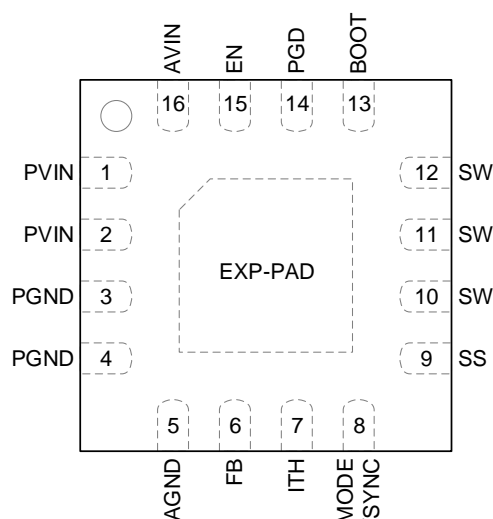 AVIN
EN
PGD
BOOT
16
15
14
13
PVIN 1
12 SW
PVIN 2
11 SW
EXP-PAD
PGND 3
10 SW
PGND 4
9 SS
5
6
7
8
AGND
FB
ITH
MODE
SYNC